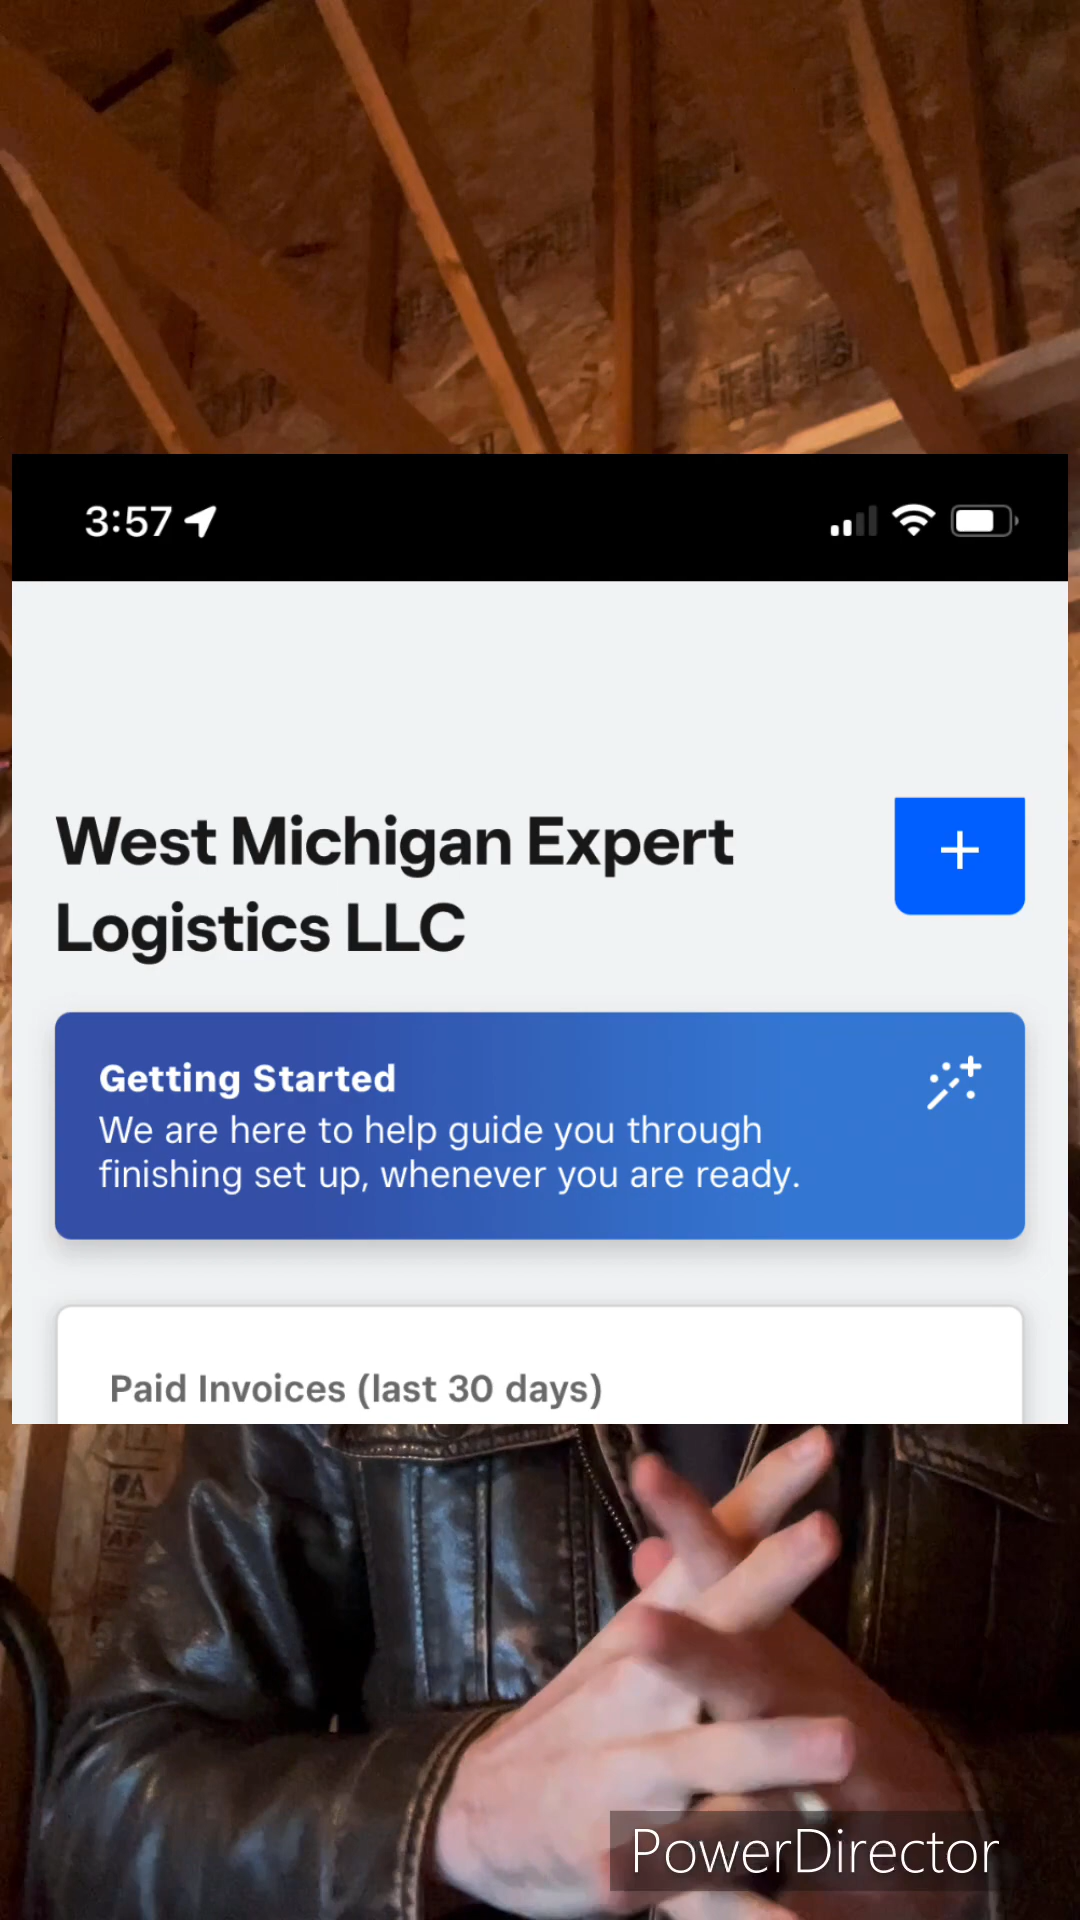 3:57
West Michigan Expert
Logistics LLC
+
Getting Started
We are here to help guide you through
finishing set up, whenever you are ready.
Paid Invoices (last 30 days)
PowerDirector